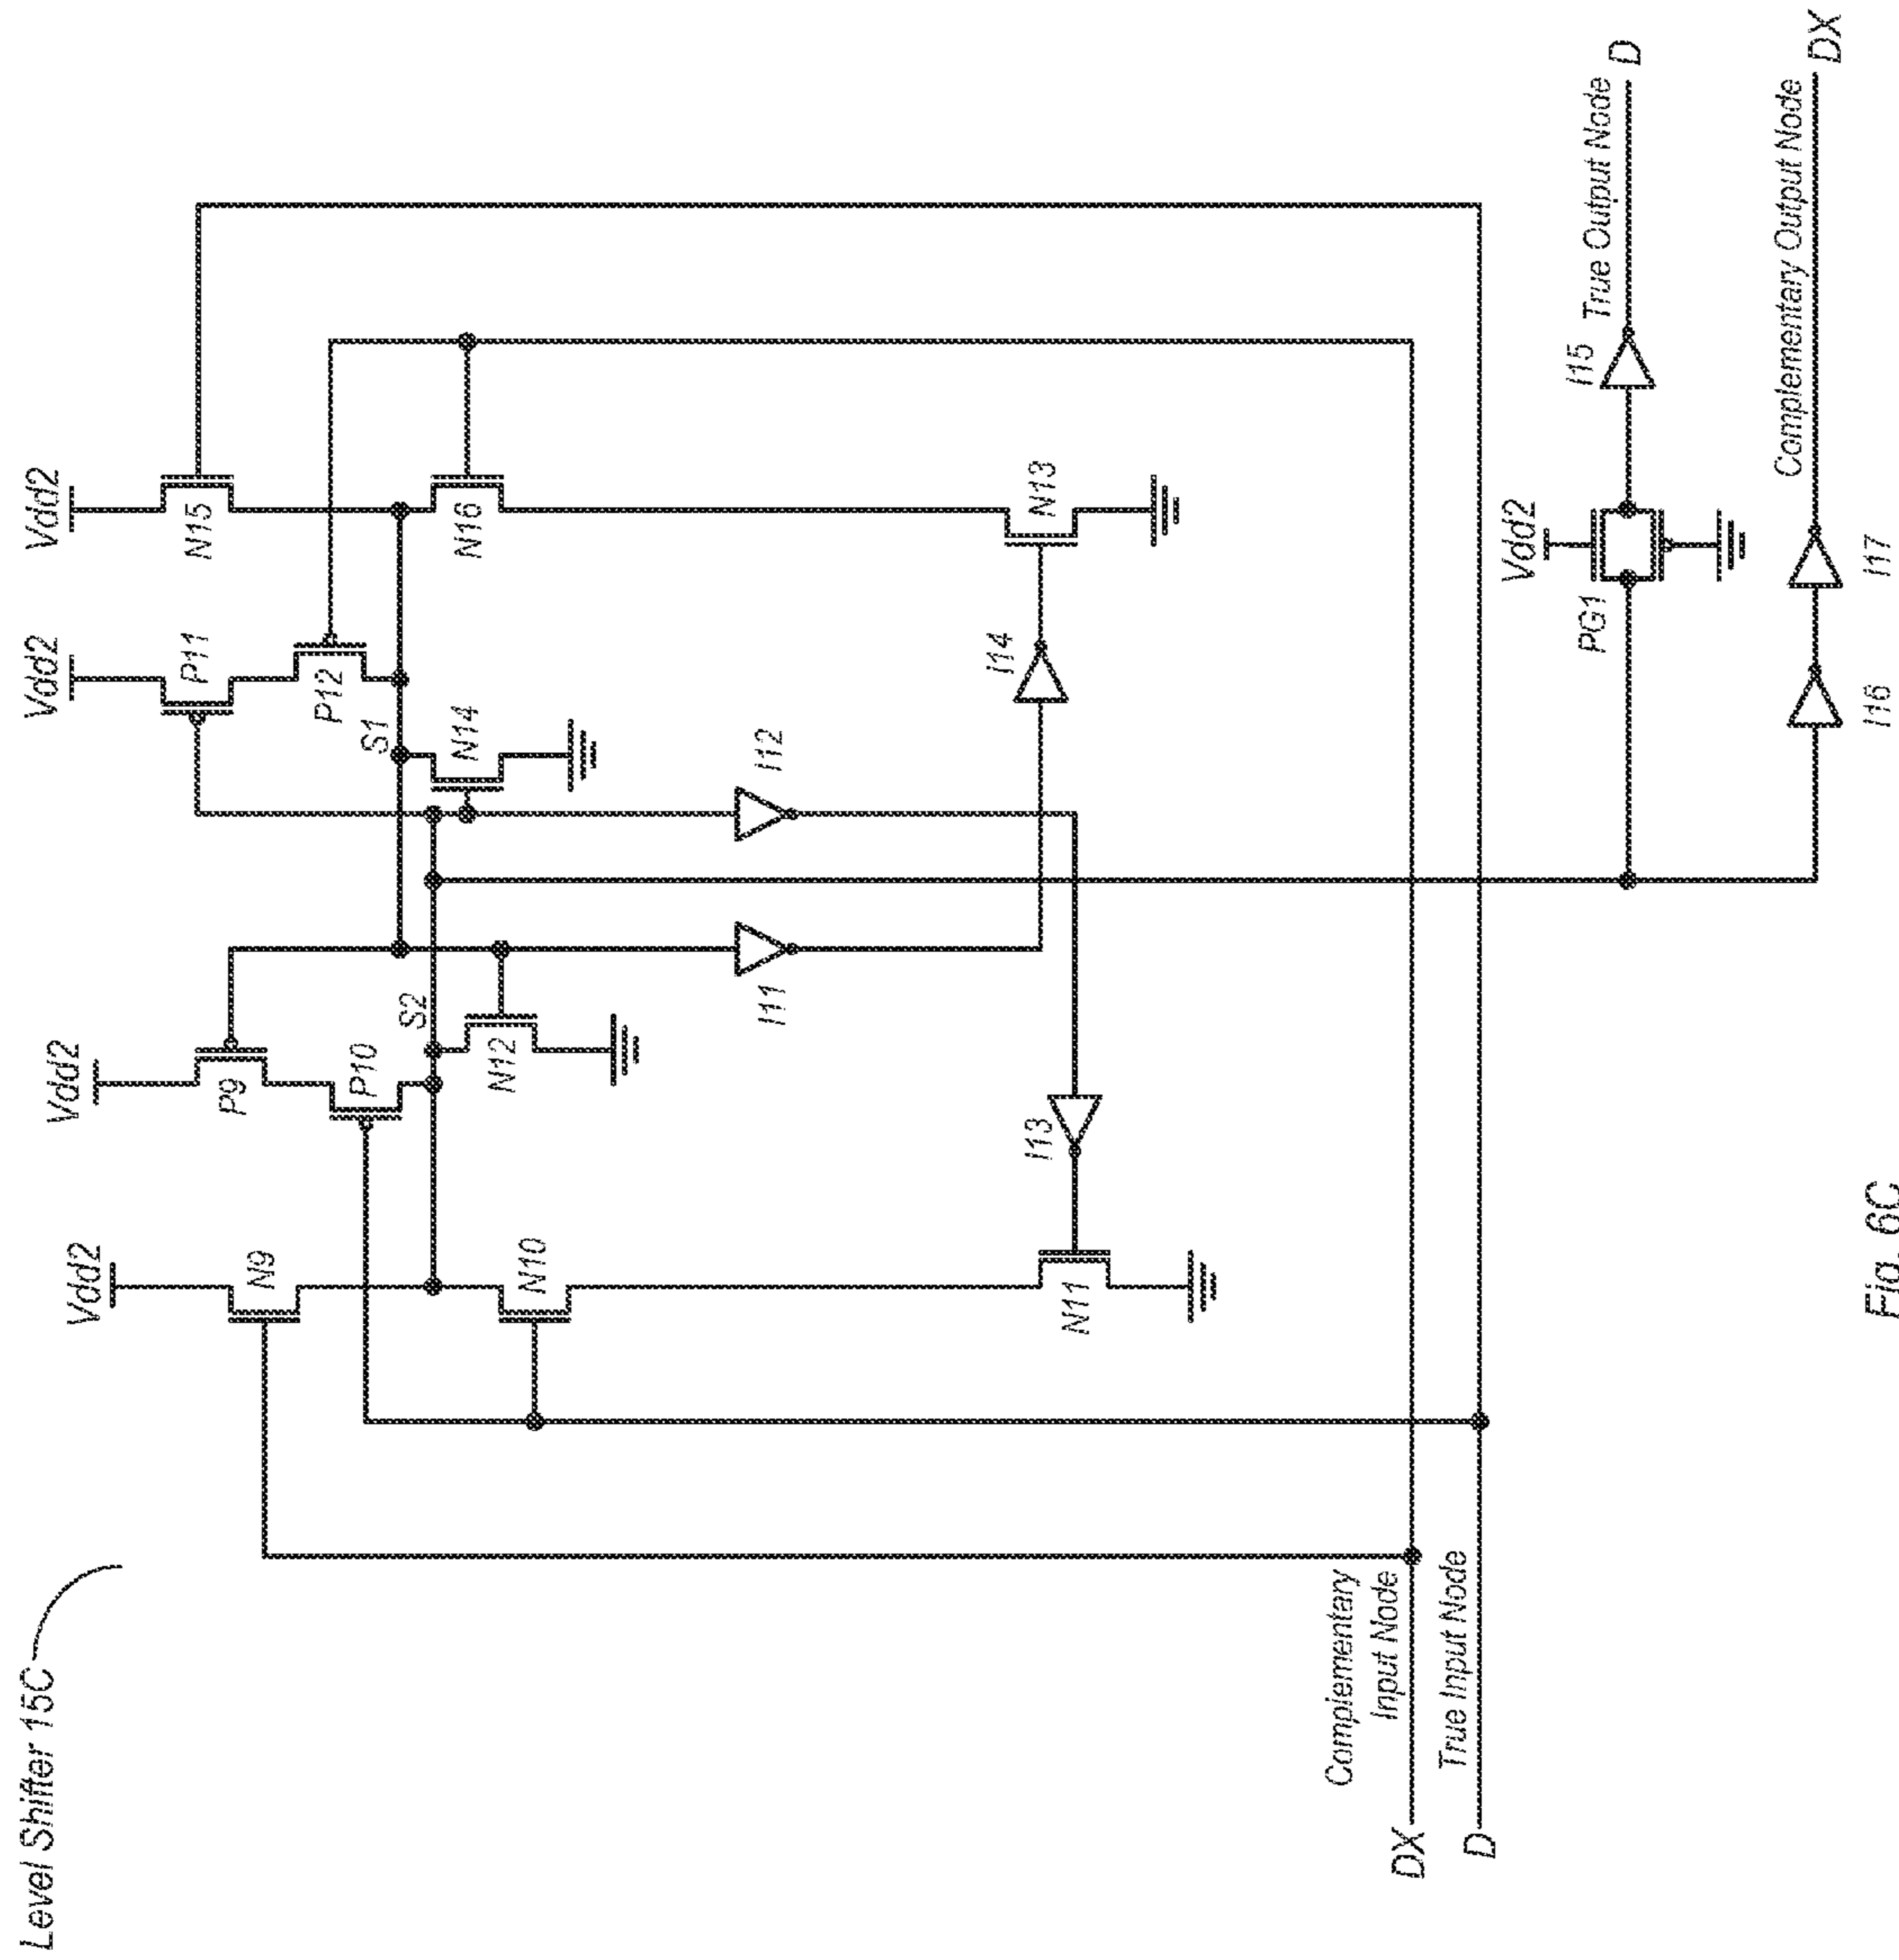 Level Shifter 15C
Vdd2
Vdd2
Vdd2
Vdd2
N9
P9
P11
N15
P10
P12
N10
S2
S1
N12
N14
N16
I11
I12
N11
I13
I14
N13
Complementary
Input Node
DX
True Input Node
D
Vdd2
PG1
I15
True Output Node
D
I16
I17
Complementary Output Node
DX
Fig. 6C